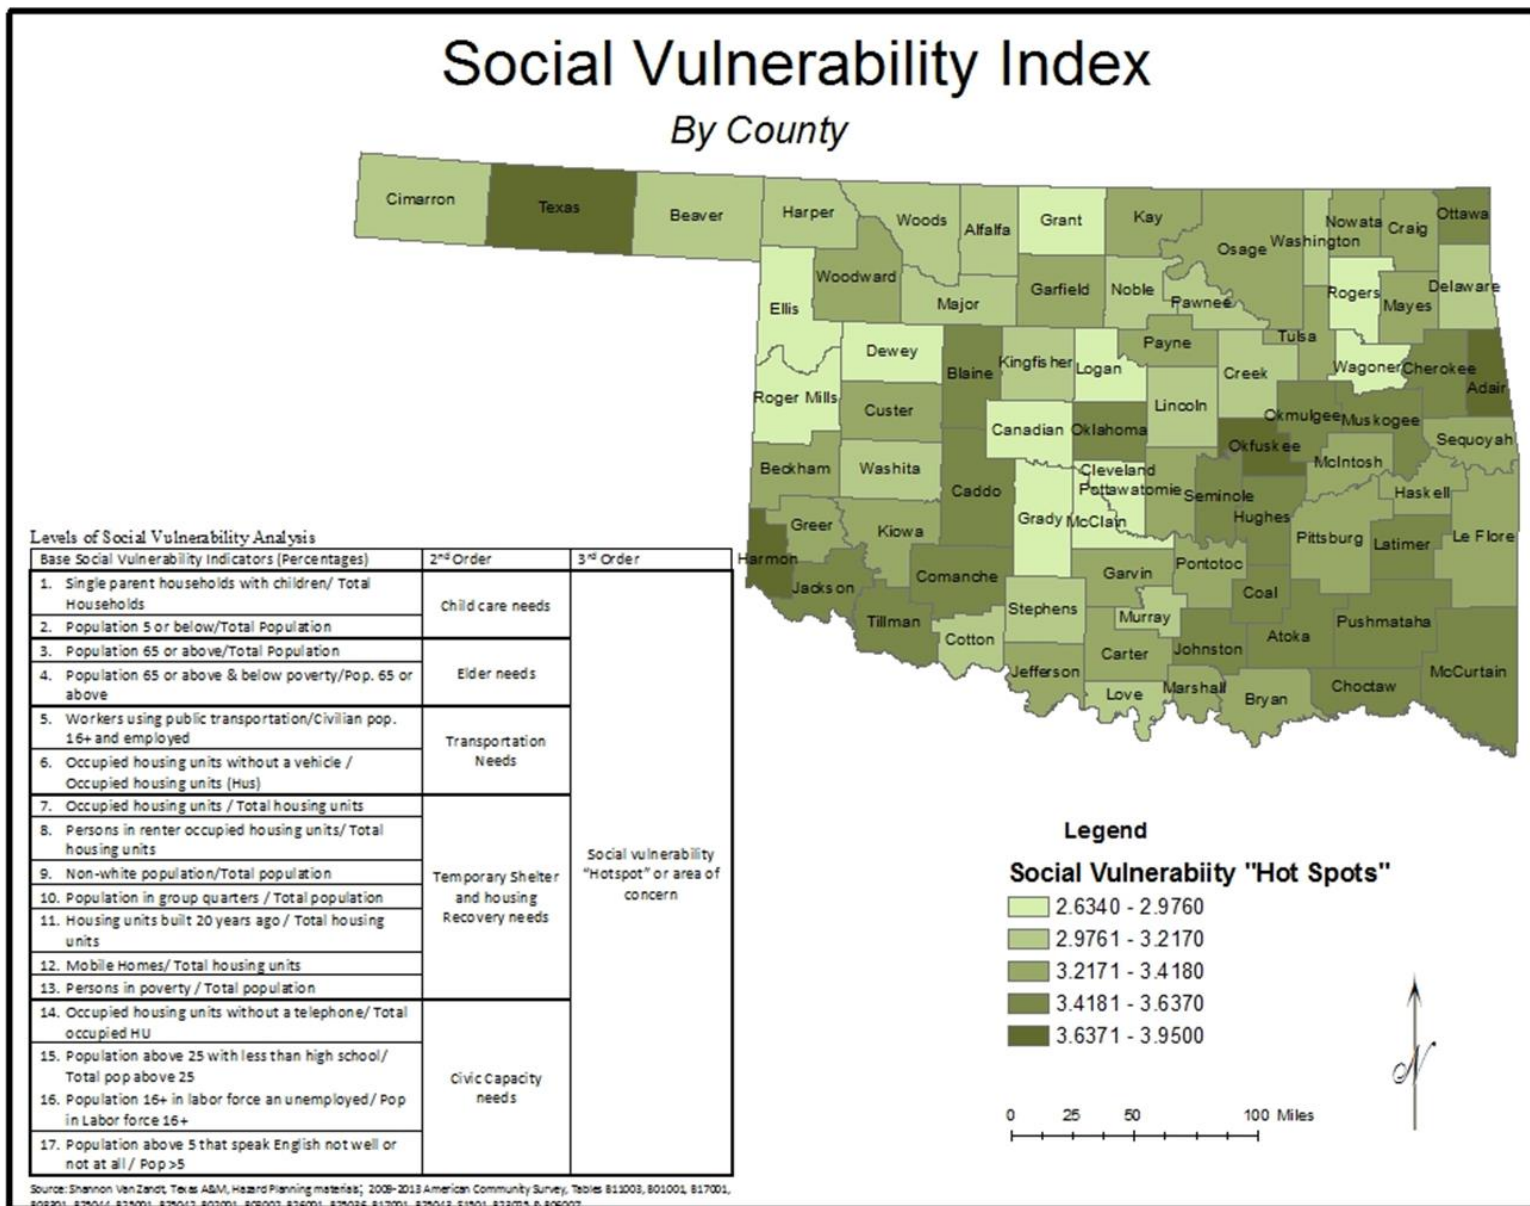 Social Vulnerability Index
By County
Cimarron
Texas
Beaver
Harper
Woods
Alfalfa
Grant
Kay
Osage
Washington
Nowata
Craig
Ottawa
Ellis
Woodward
Major
Garfield
Noble
Pawnee
Rogers
Mayes
Delaware
Dewey
Blaine
Kingfisher
Logan
Payne
Creek
Tulsa
Wagoner
Cherokee
Adair
Roger Mills
Custer
Canadian
Oklahoma
Lincoln
Okmulgee
Muskogee
Okfuskee
Sequoyah
Beckham
Washita
Caddo
Cleveland
Pottawatomie
Seminole
McIntosh
Haskell
Greer
Kiowa
Grady
McClain
Hughes
Pittsburg
Latimer
Le Flore
Harmon
Jackson
Comanche
Garvin
Pontotoc
Coal
Tillman
Stephens
Murray
Cotton
Johnston
Atoka
Pushmataha
Jefferson
Carter
McCurtain
Love
Marshall
Bryan
Choctaw
Levels of Social Vulnerability Analysis
Base Social Vulnerability Indicators (Percentages) 2nd Order 3rd Order
1. Single parent households with children/ Total
Households
2. Population 5 or below/Total Population
Child care needs
3. Population 65 or above/Total Population
4. Population 65 or above & below poverty/Pop. 65 or
above
Elder needs
5. Workers using public transportation/Civilian pop.
16+ and employed
6. Occupied housing units without a vehicle /
Occupied housing units (Hus)
Transportation
Needs
7. Occupied housing units / Total housing units
8. Persons in renter occupied housing units/ Total
housing units
9. Non-white population/Total population
10. Population in group quarters / Total population
11. Housing units built 20 years ago / Total housing
units
12. Mobile Homes/ Total housing units
13. Persons in poverty / Total population
Temporary Shelter
and housing
Recovery needs
14. Occupied housing units without a telephone/ Total
occupied HU
15. Population above 25 with less than high school/
Total pop above 25
16. Population 16+ in labor force an unemployed/ Pop
in Labor force 16+
17. Population above 5 that speak English not well or
not at all / Pop >5
Civic Capacity
needs
Social vulnerability
"Hotspot" or area of
concern
Source: Shannon Van Zandt, Texas A&M, Hazard Planning materials; 2009-2013 American Community Survey, Tables B11003, B01001, B17001,
Legend
Social Vulnerabiity "Hot Spots"
2.6340 - 2.9760
2.9761 - 3.2170
3.2171 - 3.4180
3.4181 - 3.6370
3.6371 - 3.9500
0 25 50 100 Miles
N